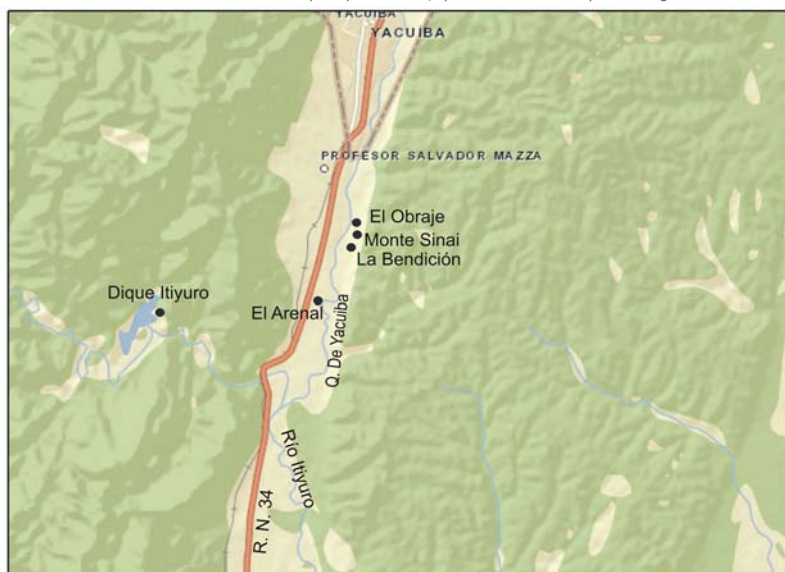 YACUIBA
YACUIBA
PROFESOR SALVADOR MAZZA
El Obraje
Monte Sinai
La Bendición
Dique Itiyuro
El Arenal
Q. De Yacuiba
Río Itiyuro
R. N. 34